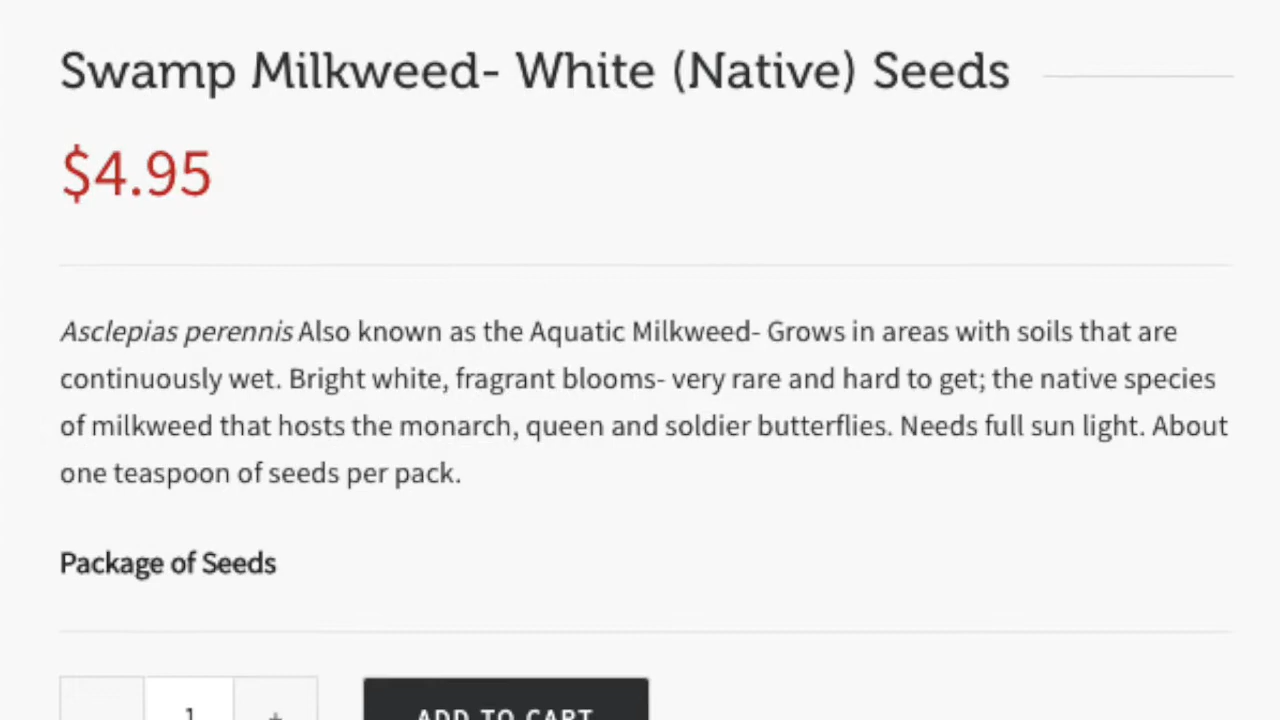 Swamp Milkweed- White (Native) Seeds
$4.95
Asclepias perennis Also known as the Aquatic Milkweed- Grows in areas with soils that are
continuously wet. Bright white, fragrant blooms- very rare and hard to get; the native species
of milkweed that hosts the monarch, queen and soldier butterflies. Needs full sun light. About
one teaspoon of seeds per pack.
Package of Seeds
1 + ADD TO CART